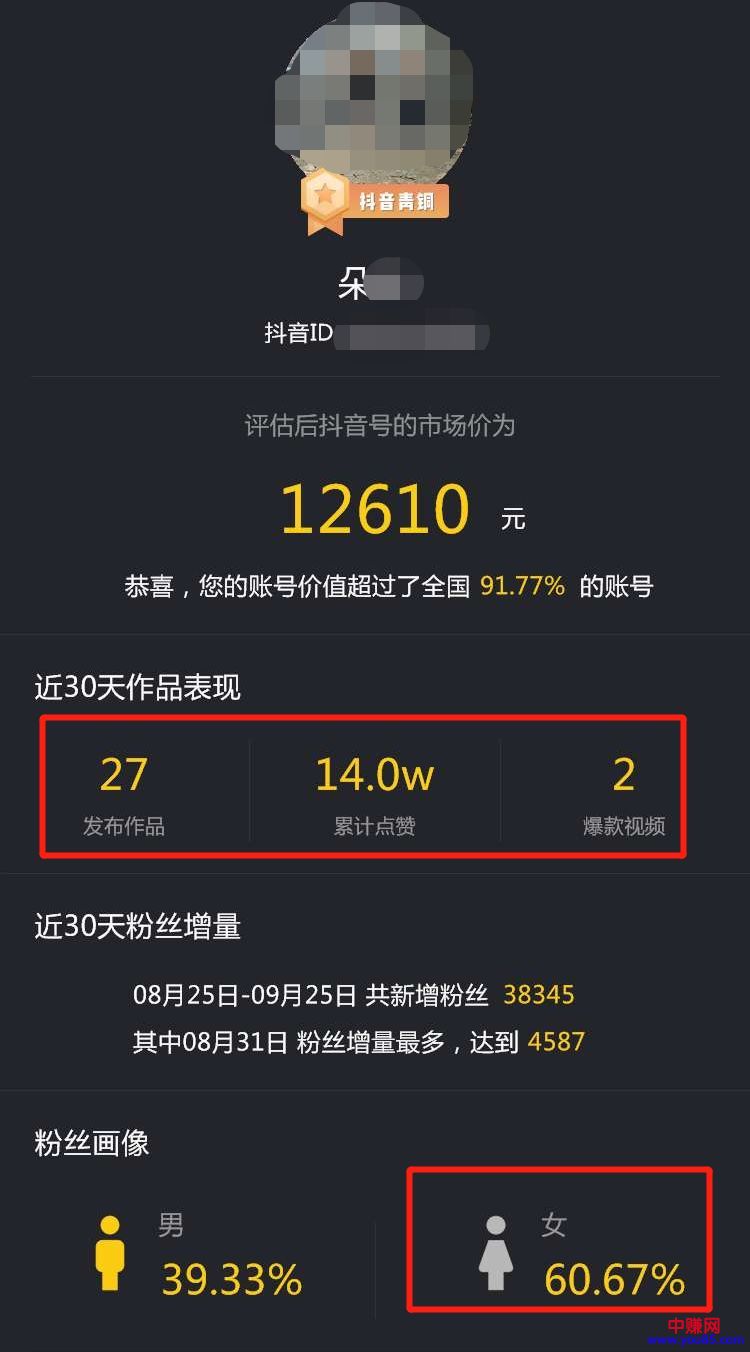 抖音青铜
朵
抖音ID
评估后抖音号的市场价为
12610 元
恭喜，您的账号价值超过了全国 91.77% 的账号
近30天作品表现
27 14.0w 2
发布作品 累计点赞 爆款视频
近30天粉丝增量
08月25日-09月25日 共新增粉丝 38345
其中08月31日 粉丝增量最多，达到 4587
粉丝画像
男 女
39.33% 60.67%
中赚网